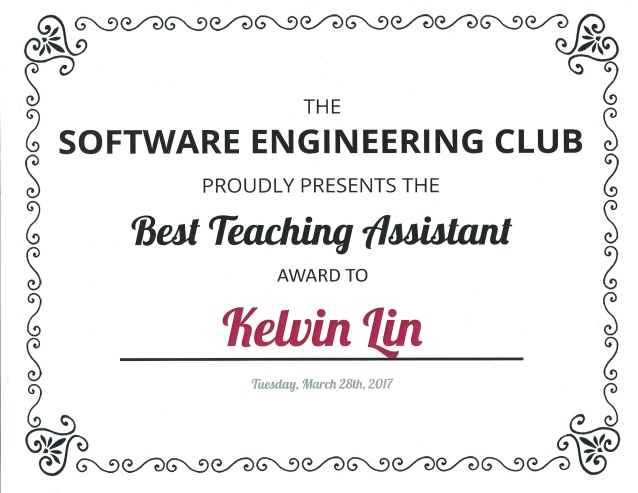 THE
SOFTWARE ENGINEERING CLUB
PROUDLY PRESENTS THE
Best Teaching Assistant
AWARD TO
Kelvin Lin
Tuesday, March 28th, 2017